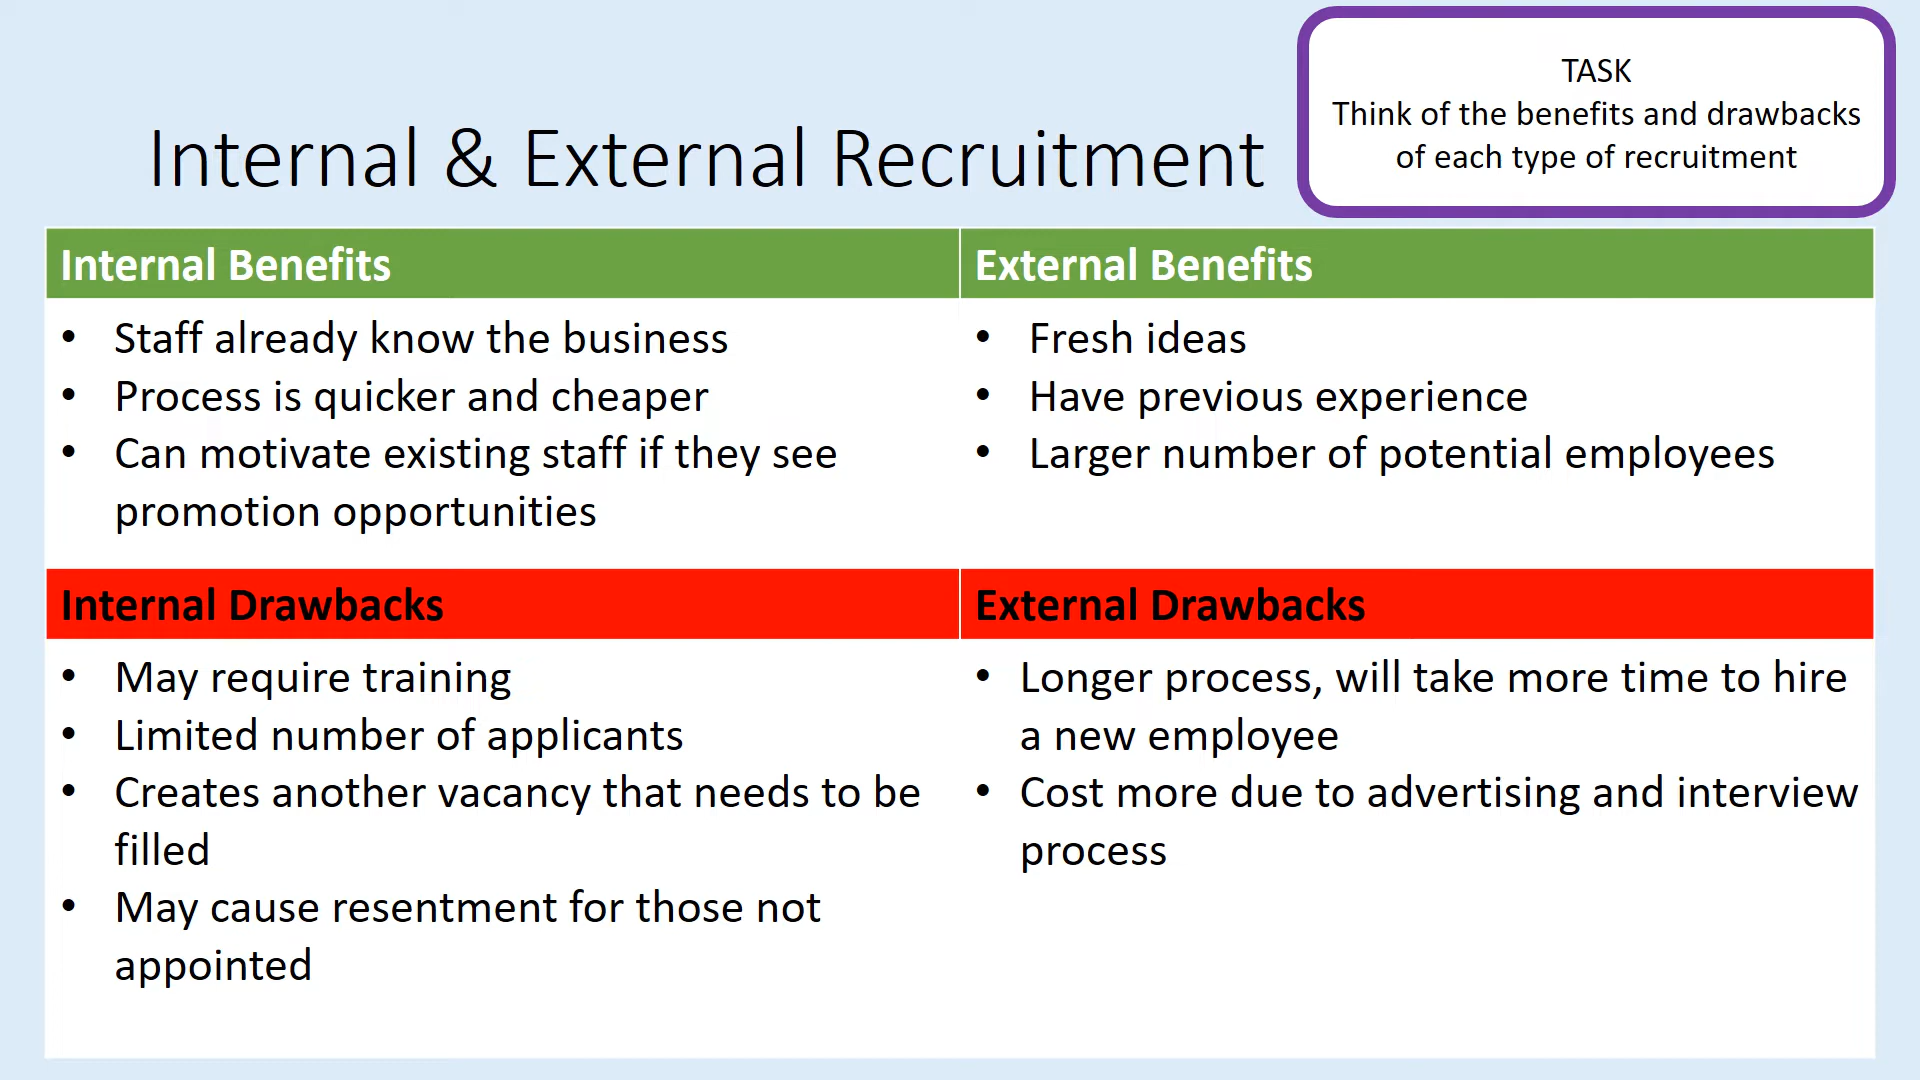 TASK
Think of the benefits and drawbacks
of each type of recruitment
Internal & External Recruitment
Internal Benefits
• Staff already know the business
• Process is quicker and cheaper
• Can motivate existing staff if they see
promotion opportunities
External Benefits
• Fresh ideas
• Have previous experience
• Larger number of potential employees
Internal Drawbacks
• May require training
• Limited number of applicants
• Creates another vacancy that needs to be
filled
• May cause resentment for those not
appointed
External Drawbacks
• Longer process, will take more time to hire
a new employee
• Cost more due to advertising and interview
process